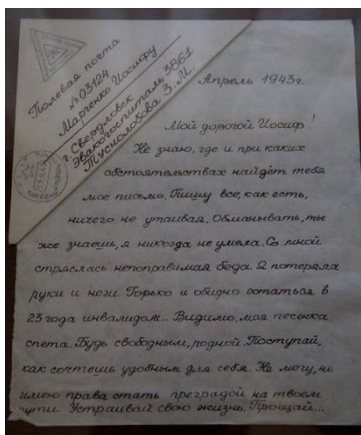 Полевая почта
№03124
Марченко Иосифу
г. Свердловск
Эвакогоспиталь 3861
Туснолобова З. М.
Апрель 1943г.
Мой дорогой Иосиф!
Не знаю, где и при каких
обстоятельствах найдёт тебя
мое письмо. Пишу все, как есть,
ничего не утаивая. Обманывать, ты
же знаешь, я никогда не умела. Со мной
стряслась непоправимая беда. Я потеряла
руки и ноги. Горько и обидно остаться в
23 года инвалидом... Видимо, моя песенка
спета. Будь свободным, родной. Поступай,
как сочтешь удобным для себя. Не могу, не
имею права стать преградой на твоем
пути. Устраивай свою жизнь. Прощай...